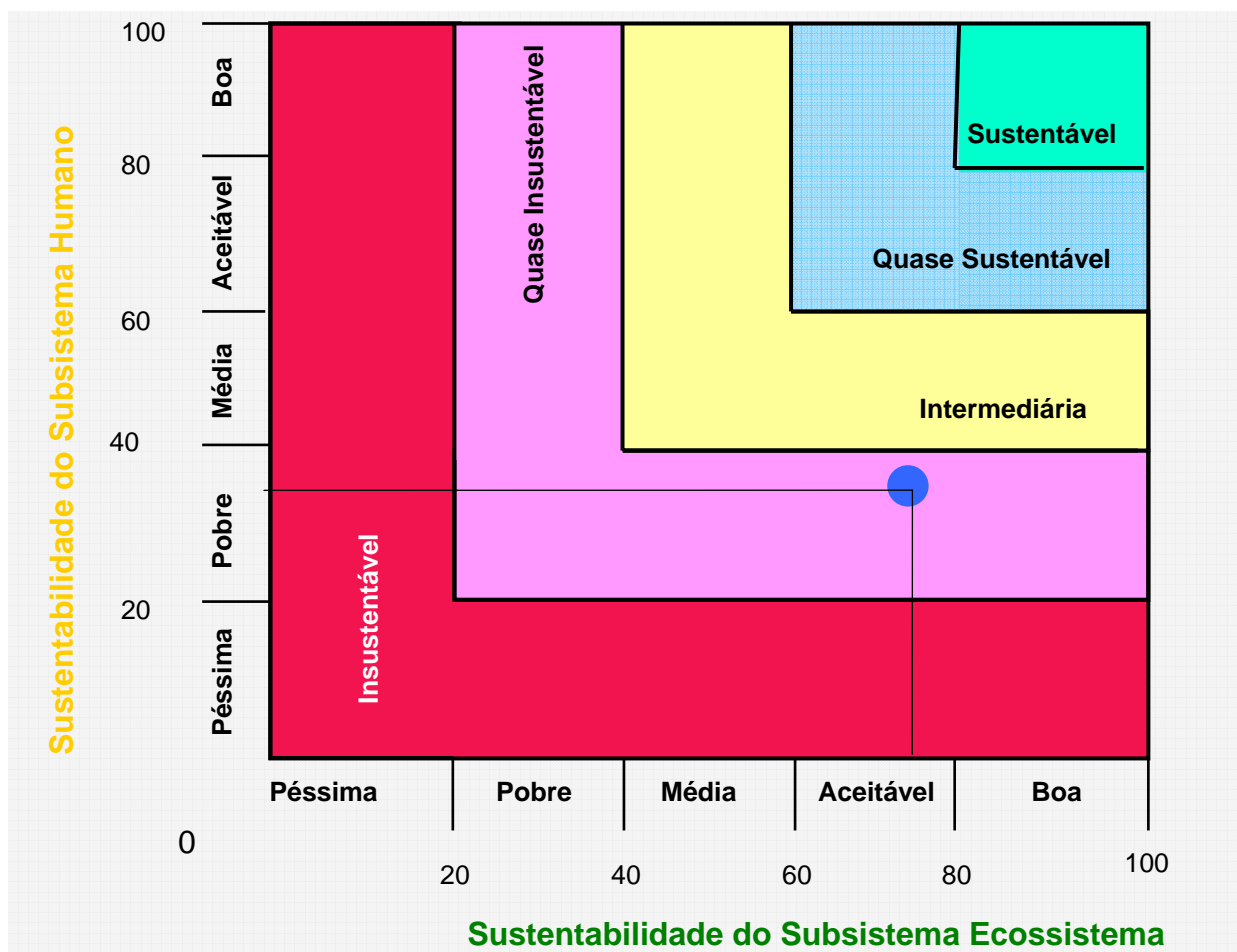 100
Boa
80
Aceitável
60
Média
40
Pobre
20
Péssima
Sustentabilidade do Subsistema Humano
Insustentável
Quase Insustentável
Sustentável
Quase Sustentável
Intermediária
Péssima
Pobre
Média
Aceitável
Boa
0
20
40
60
80
100
Sustentabilidade do Subsistema Ecossistema